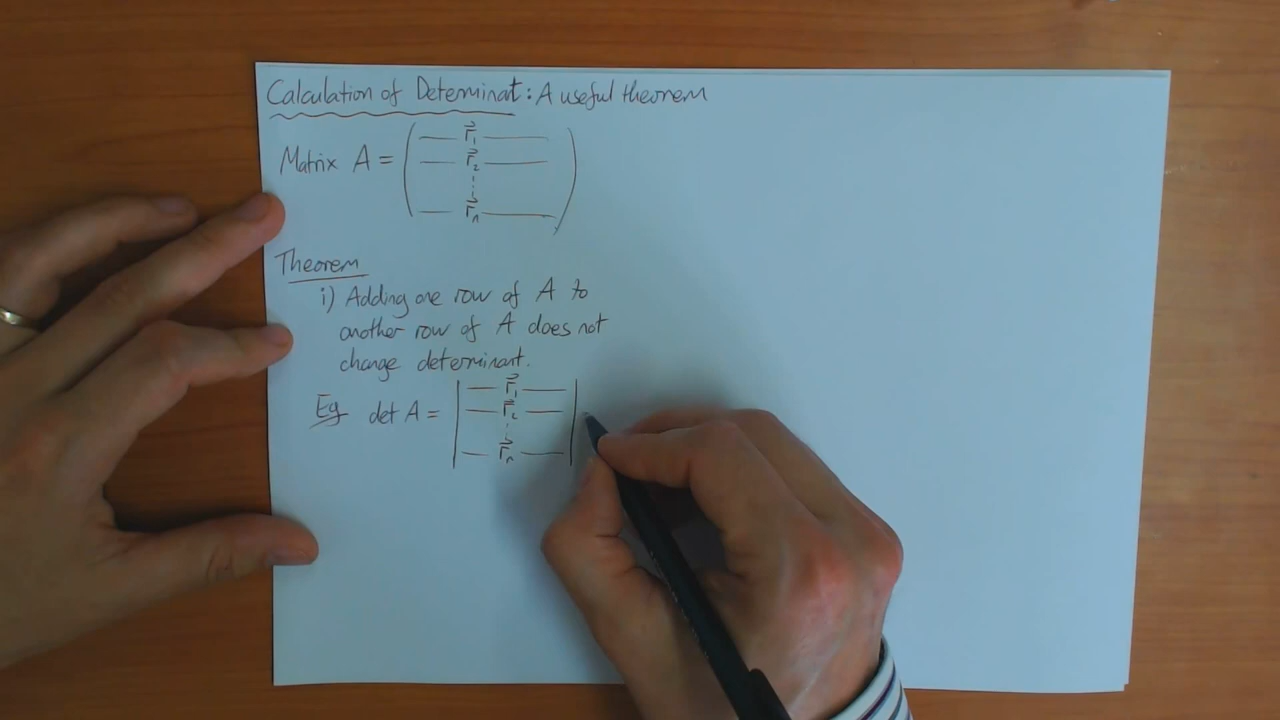 Calculation of Determinat: A useful theorem
Matrix A = ( — r⃗₁ —
— r⃗₂ —
⋮
— r⃗ₙ — )
Theorem
i) Adding one row of A to
another row of A does not
change determinant.
Eg det A = | — r⃗₁ —
— r⃗₂ —
⋮
— r⃗ₙ — |